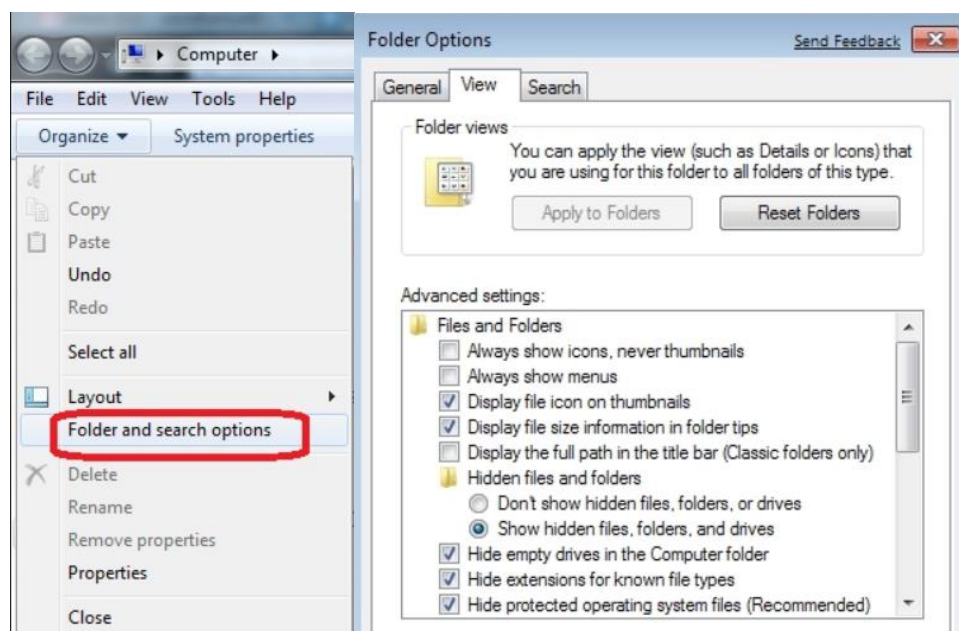 Computer
File Edit View Tools Help
Organize System properties
Cut
Copy
Paste
Undo
Redo
Select all
Layout
Folder and search options
Delete
Rename
Remove properties
Properties
Close
Folder Options
Send Feedback
General View Search
Folder views
You can apply the view (such as Details or Icons) that
you are using for this folder to all folders of this type.
Apply to Folders Reset Folders
Advanced settings:
Files and Folders
Always show icons, never thumbnails
Always show menus
Display file icon on thumbnails
Display file size information in folder tips
Display the full path in the title bar (Classic folders only)
Hidden files and folders
Don't show hidden files, folders, or drives
Show hidden files, folders, and drives
Hide empty drives in the Computer folder
Hide extensions for known file types
Hide protected operating system files (Recommended)